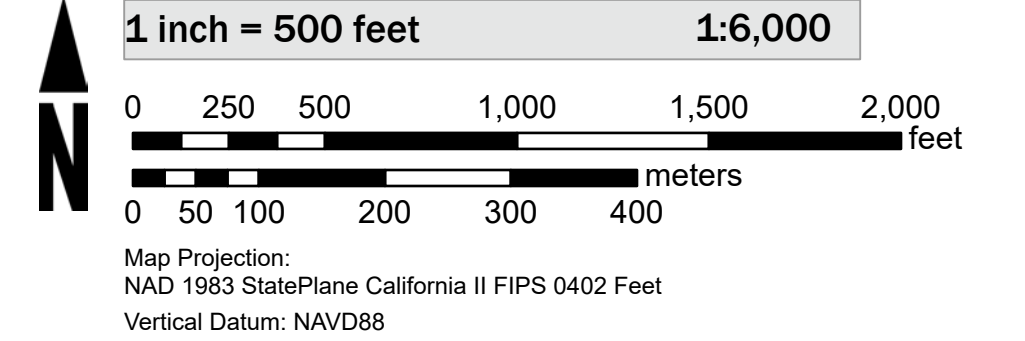 1 inch = 500 feet 1:6,000
0 250 500 1,000 1,500 2,000
feet
meters
0 50 100 200 300 400
N
Map Projection:
NAD 1983 StatePlane California II FIPS 0402 Feet
Vertical Datum: NAVD88